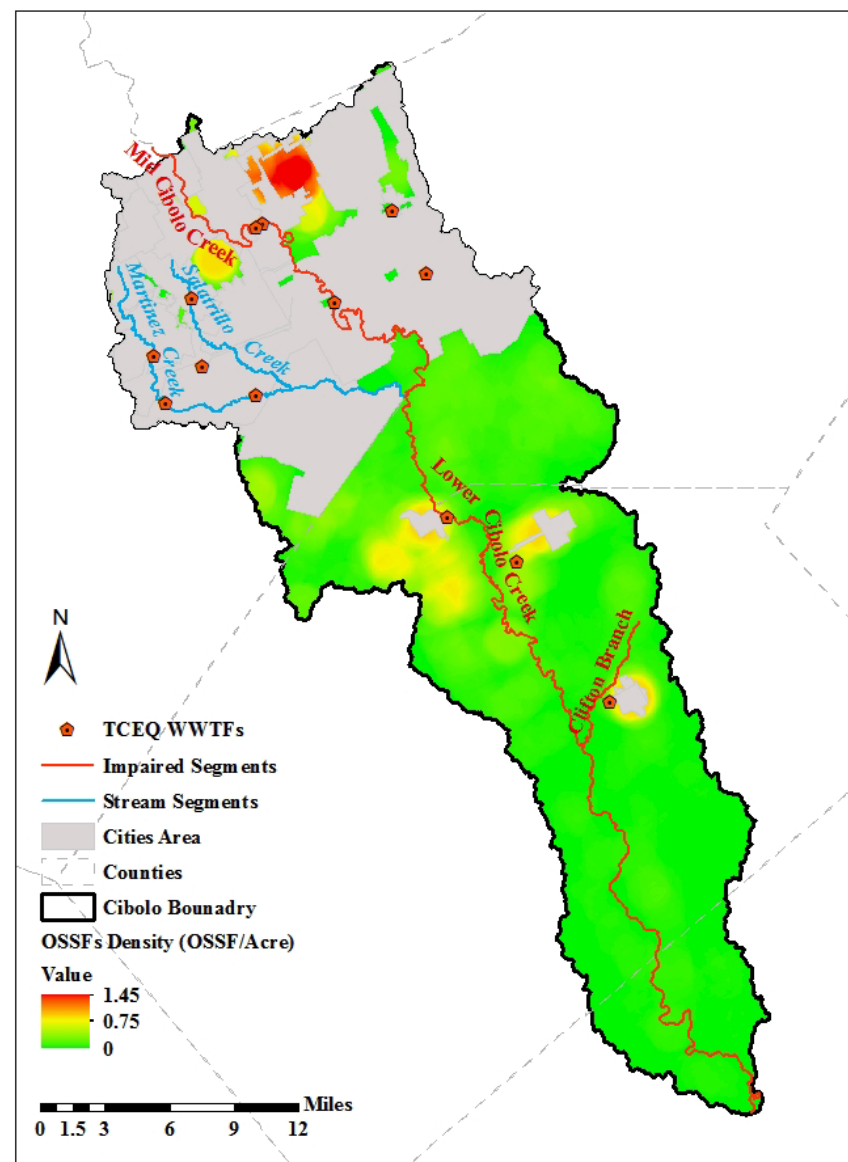 Mid Cibolo Creek
Salatrillo Creek
Martinez Creek
Lower Cibolo Creek
Clifton Branch
N
TCEQ WWTFs
Impaired Segments
Stream Segments
Cities Area
Counties
Cibolo Bounadry
OSSFs Density (OSSF/Acre)
Value
1.45
0.75
0
Miles
0 1.5 3 6 9 12